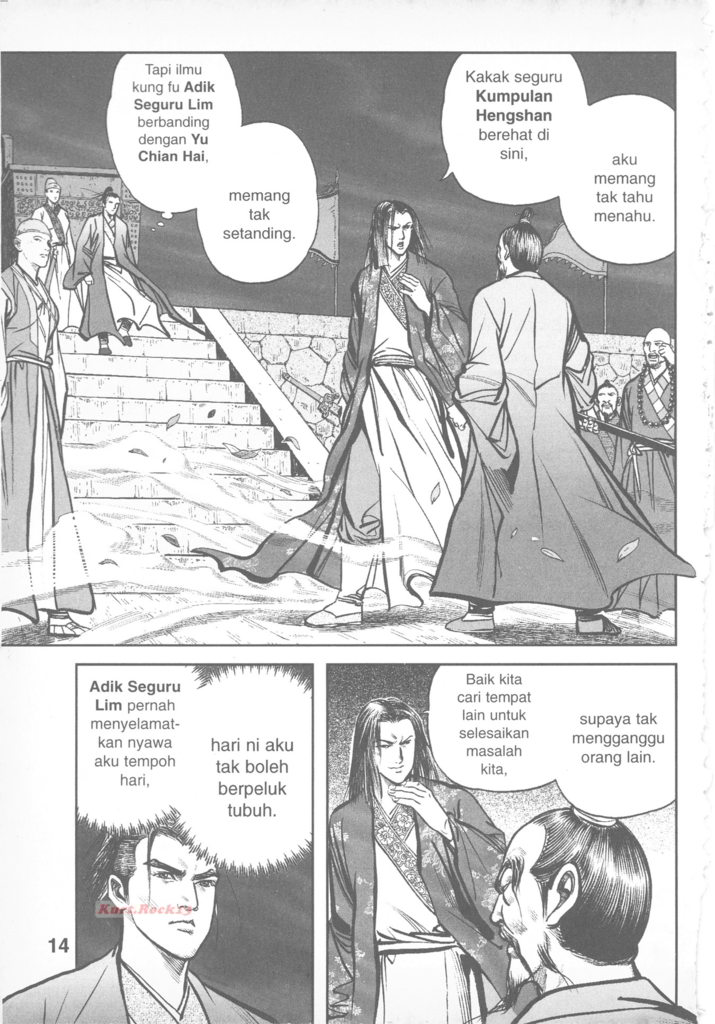 Tapi ilmu
kung fu Adik
Seguru Lim
berbanding
dengan Yu
Chian Hai,
memang
tak
setanding.
Kakak seguru
Kumpulan
Hengshan
berehat di
sini,
aku
memang
tak tahu
menahu.
Adik Seguru
Lim pernah
menyelamat-
kan nyawa
aku tempoh
hari,
hari ni aku
tak boleh
berpeluk
tubuh.
Baik kita
cari tempat
lain untuk
selesaikan
masalah
kita,
supaya tak
mengganggu
orang lain.
Kurt.Rock13
14